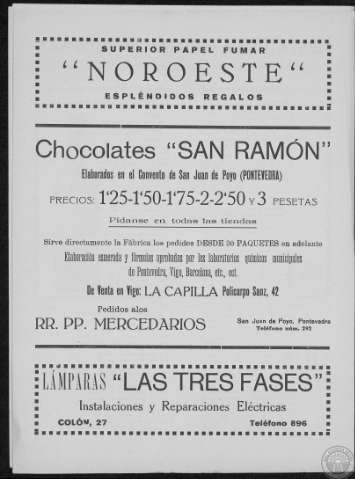 SUPERIOR PAPEL FUMAR
“NOROESTE“
ESPLÉNDIDOS REGALOS
Chocolates “SAN RAMÓN”
Elaborados en el Convento de San Juan de Poyo (PONTEVEDRA)
PRECIOS: 1'25-1'50-1'75-2-2'50 y 3 PESETAS
Pídanse en todas las tiendas
Sirve directamente la Fábrica los pedidos DESDE 20 PAQUETES en adelante
Elaboración esmerada y fórmulas aprobadas por los laboratorios químicos municipales
de Pontevedra, Vigo, Barcelona, etc., ect.
De Venta en Vigo: LA CAPILLA Policarpo Sanz, 42
Pedidos alos
RR. PP. MERCEDARIOS
San Juan de Poyo, Pontevedra
Teléfono núm. 292
LÁMPARAS “LAS TRES FASES”
Instalaciones y Reparaciones Eléctricas
COLÓN, 27 Teléfono 896